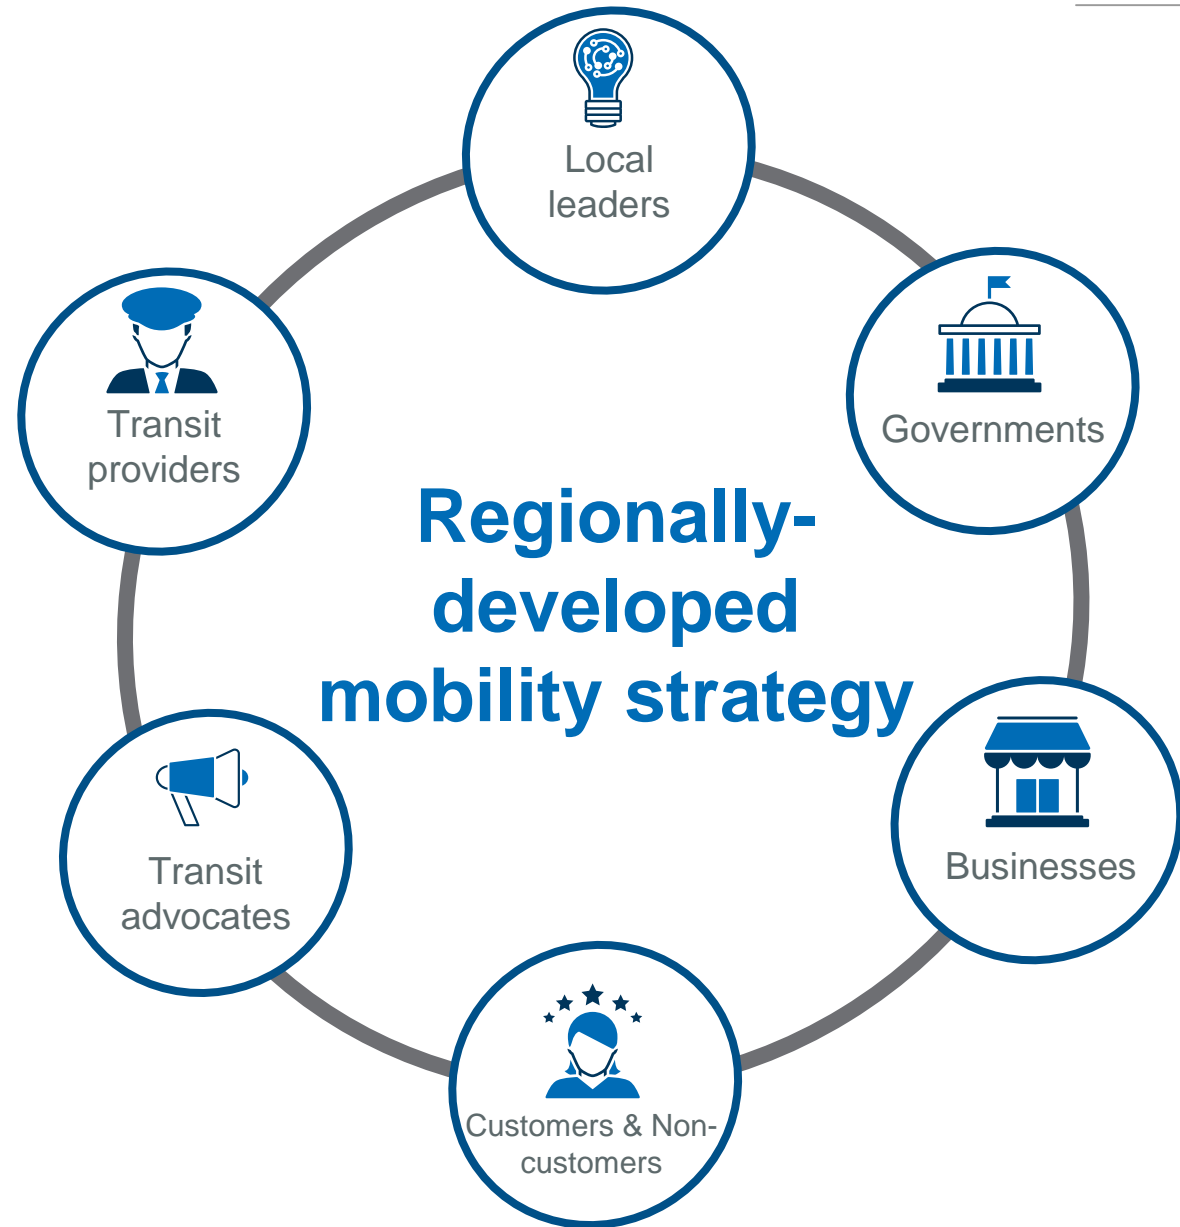 Local
leaders
Governments
Transit
providers
Regionally-
developed
mobility strategy
Businesses
Transit
advocates
Customers & Non-
customers